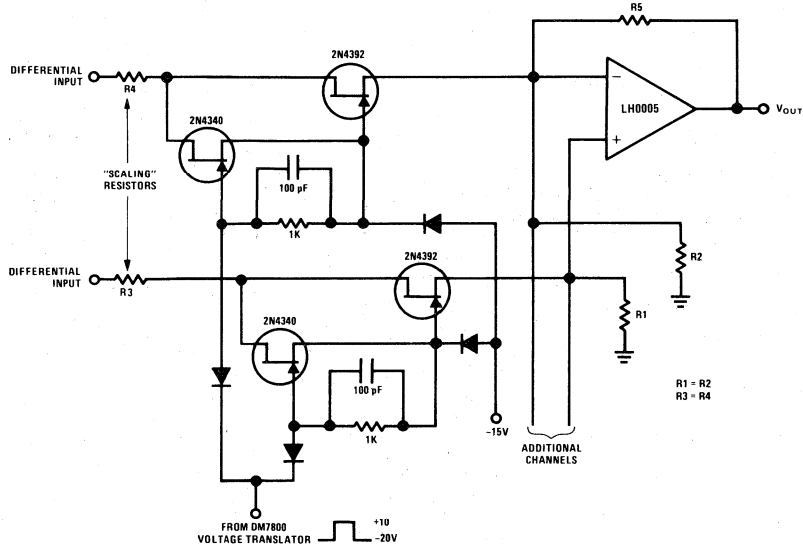 R5
2N4392
DIFFERENTIAL
INPUT
R4
LH0005
−
+
VOUT
2N4340
"SCALING"
RESISTORS
100 pF
1K
2N4392
R2
DIFFERENTIAL
INPUT
R3
2N4340
R1
100 pF
1K
−15V
R1 = R2
R3 = R4
ADDITIONAL
CHANNELS
FROM DM7800
VOLTAGE TRANSLATOR
+10
−20V